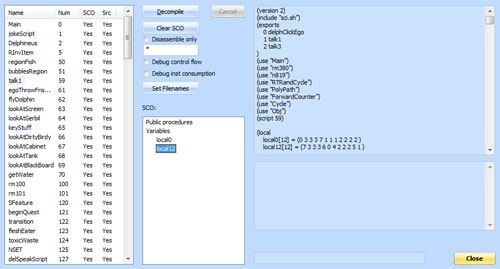 Name Num SCO Src
Main 0 Yes Yes
jokeScript 1 Yes Yes
Delphineus 2 Yes Yes
RInvItem 3 Yes Yes
regionFish 50 Yes Yes
bubblesRegion 51 Yes Yes
talk1 59 Yes Yes
egoThrowFris... 60 Yes Yes
flyDolphin 62 Yes Yes
lookAtScreen 63 Yes Yes
lookAtGerbil 64 Yes Yes
keyStuff 65 Yes Yes
lookAtDirtyBirdy 66 Yes Yes
lookAtCabinet 67 Yes Yes
lookAtTank 68 Yes Yes
lookAtBlackBoard 69 Yes Yes
getWater 70 Yes Yes
rm100 100 Yes Yes
rm101 101 Yes Yes
SFeature 120 Yes Yes
beginQuest 121 Yes Yes
transition 122 Yes Yes
fleshEater 123 Yes Yes
toxicWaste 124 Yes Yes
NSET 125 Yes Yes
delSpeakScript 127 Yes Yes
Decompile
Cancel
Clear SCO
Disassemble only
*
Debug control flow
Debug inst consumption
Set Filenames
SCO:
Public procedures
Variables
local0
local12
(version 2)
(include "sci.sh")
(exports
0 delphClickEgo
1 talk1
2 talk3
)
(use "Main")
(use "rm380")
(use "n819")
(use "RTRandCycle")
(use "PolyPath")
(use "ForwardCounter")
(use "Cycle")
(use "Obj")
(script 59)
(local
local0[12] = (0 3 3 3 7 1 1 1 2 2 2 2 )
local12[12] = (7 3 3 3 6 0 4 2 2 2 5 1 )
Close